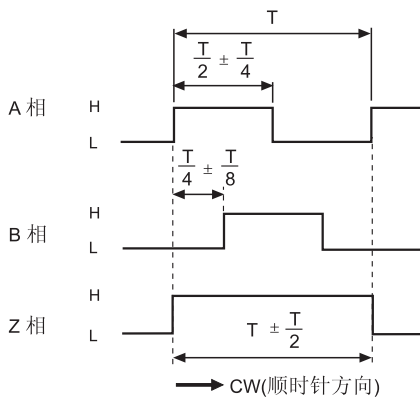 T
T/2 ± T/4
A 相 H
L
T/4 ± T/8
B 相 H
L
Z 相 H
L
T ± T/2
CW(顺时针方向)